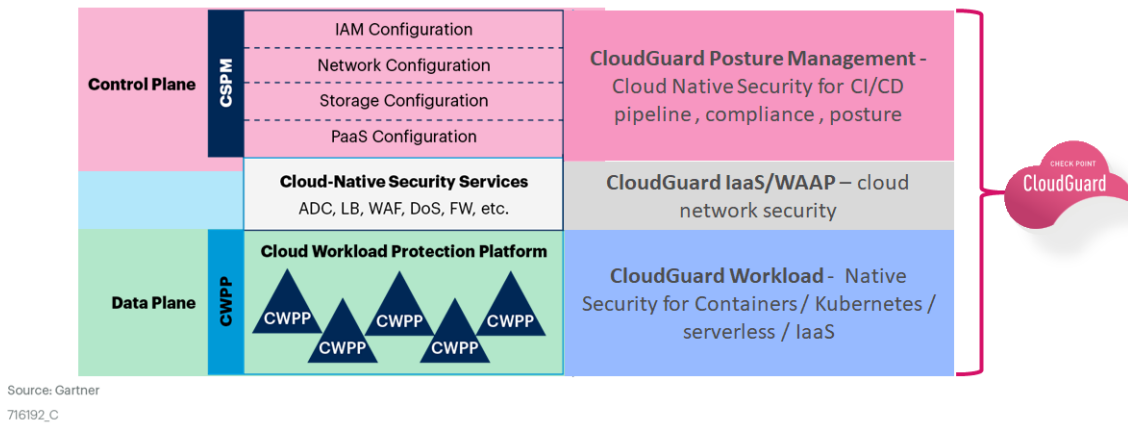 Control Plane
CSPM
IAM Configuration
Network Configuration
Storage Configuration
PaaS Configuration
CloudGuard Posture Management -
Cloud Native Security for CI/CD
pipeline , compliance , posture
Cloud-Native Security Services
ADC, LB, WAF, DoS, FW, etc.
CloudGuard IaaS/WAAP – cloud
network security
Data Plane
CWPP
Cloud Workload Protection Platform
CWPP
CWPP
CWPP
CWPP
CWPP
CloudGuard Workload - Native
Security for Containers / Kubernetes /
serverless / IaaS
CHECK POINT
CloudGuard
Source: Gartner
716192_C